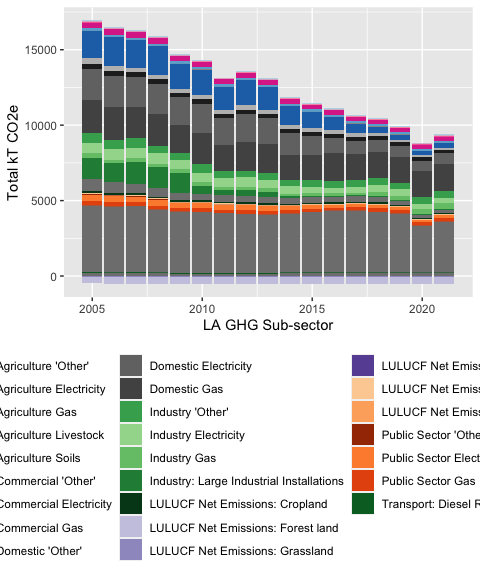 15000
10000
5000
0
Total kT CO2e
2005 2010 2015 2020
LA GHG Sub-sector
Agriculture 'Other'
Agriculture Electricity
Agriculture Gas
Agriculture Livestock
Agriculture Soils
Commercial 'Other'
Commercial Electricity
Commercial Gas
Domestic 'Other'
Domestic Electricity
Domestic Gas
Industry 'Other'
Industry Electricity
Industry Gas
Industry: Large Industrial Installations
LULUCF Net Emissions: Cropland
LULUCF Net Emissions: Forest land
LULUCF Net Emissions: Grassland
LULUCF Net Emiss
LULUCF Net Emiss
LULUCF Net Emiss
Public Sector 'Othe
Public Sector Elect
Public Sector Gas
Transport: Diesel R